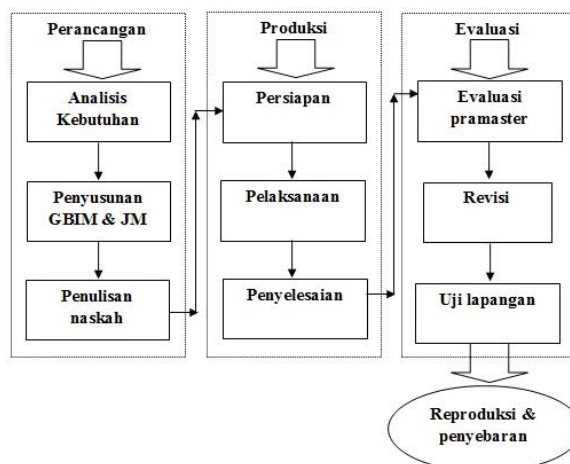 Perancangan
Analisis
Kebutuhan
Penyusunan
GBIM & JM
Penulisan
naskah
Produksi
Persiapan
Pelaksanaan
Penyelesaian
Evaluasi
Evaluasi
pramaster
Revisi
Uji lapangan
Reproduksi &
penyebaran